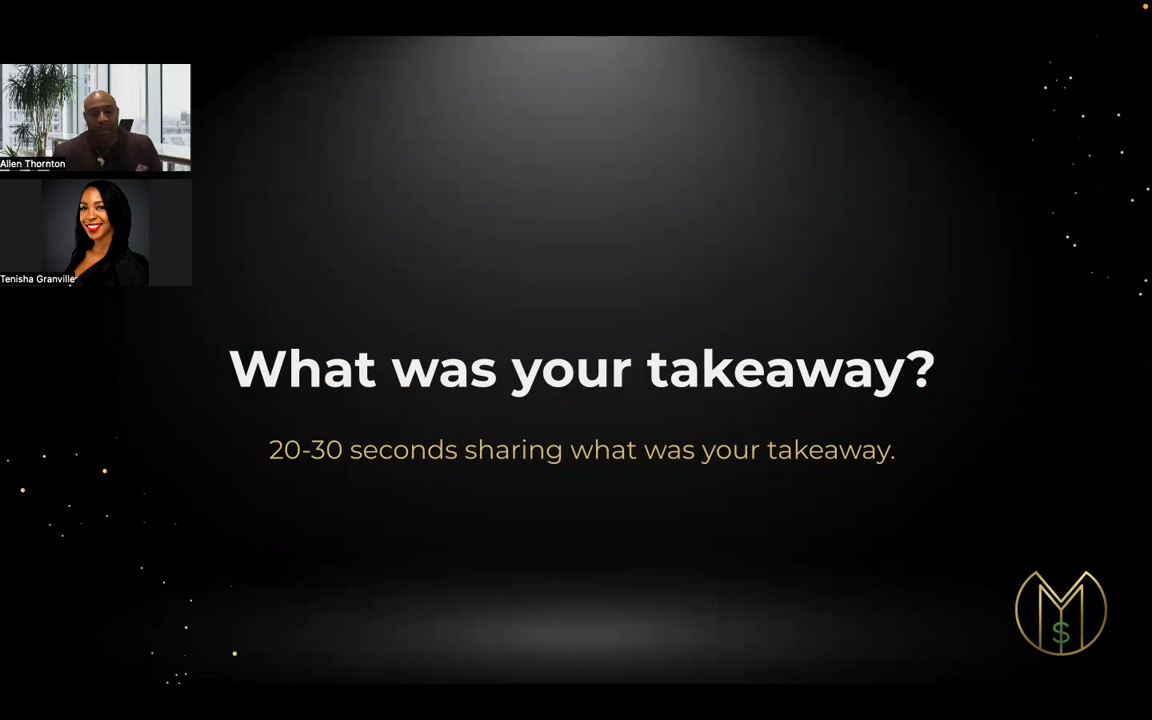 Allen Thornton
Tenisha Granville
What was your takeaway?
20-30 seconds sharing what was your takeaway.
M
$